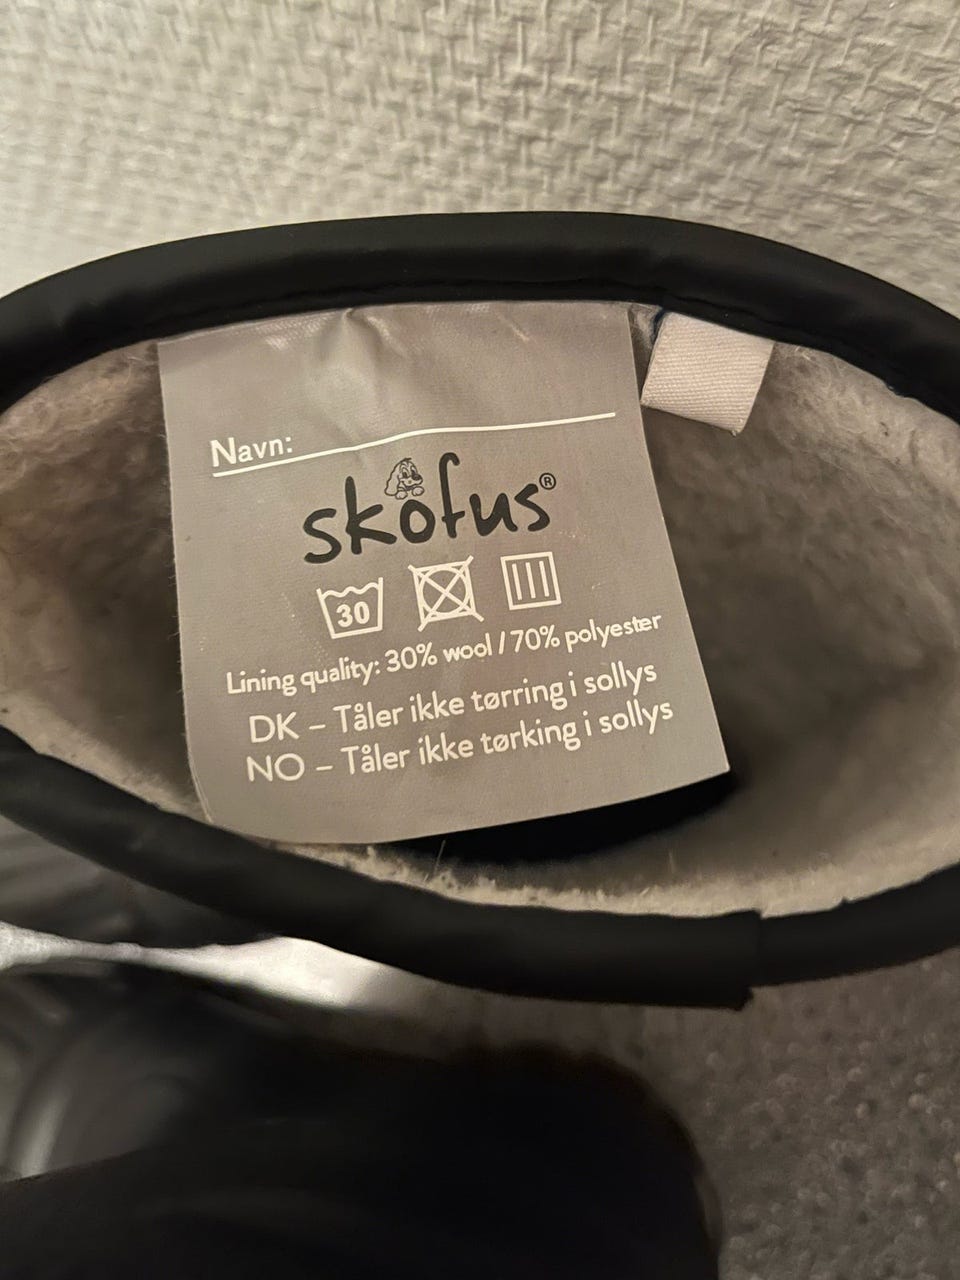 Navn:
skofus®
30
Lining quality: 30% wool / 70% polyester
DK – Tåler ikke tørring i sollys
NO – Tåler ikke tørking i sollys